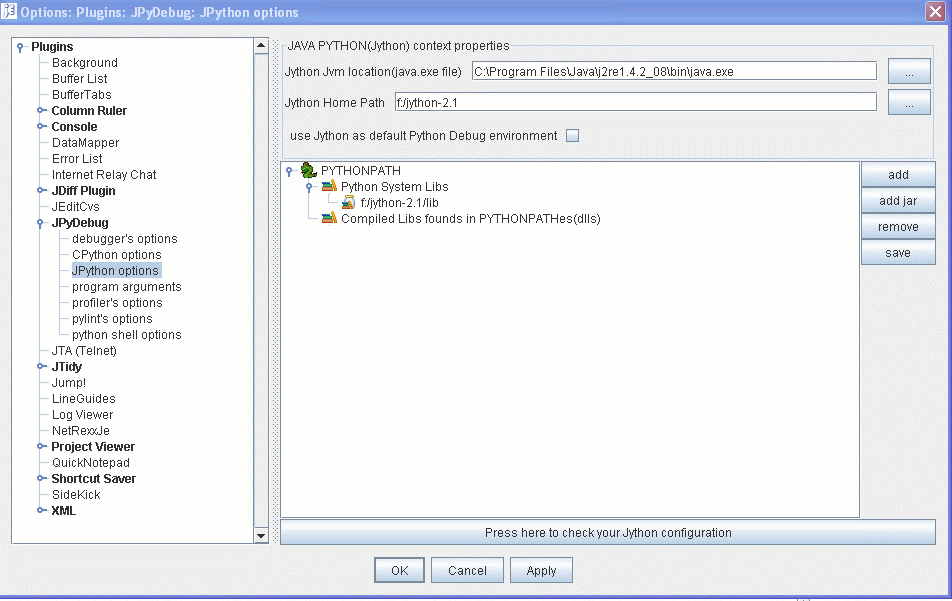 Options: Plugins: JPyDebug: JPython options
Plugins
Background
Buffer List
BufferTabs
Column Ruler
Console
DataMapper
Error List
Internet Relay Chat
JDiff Plugin
JEditCvs
JPyDebug
debugger's options
CPython options
JPython options
program arguments
profiler's options
pylint's options
python shell options
JTA (Telnet)
JTidy
Jump!
LineGuides
Log Viewer
NetRexxJe
Project Viewer
QuickNotepad
Shortcut Saver
SideKick
XML
JAVA PYTHON(Jython) context properties
Jython Jvm location(java.exe file) C:\Program Files\Java\j2re1.4.2_08\bin\java.exe ...
Jython Home Path f:/jython-2.1 ...
use Jython as default Python Debug environment
PYTHONPATH
Python System Libs
f:/jython-2.1/lib
Compiled Libs founds in PYTHONPATHes(dlls)
add
add jar
remove
save
Press here to check your Jython configuration
OK Cancel Apply